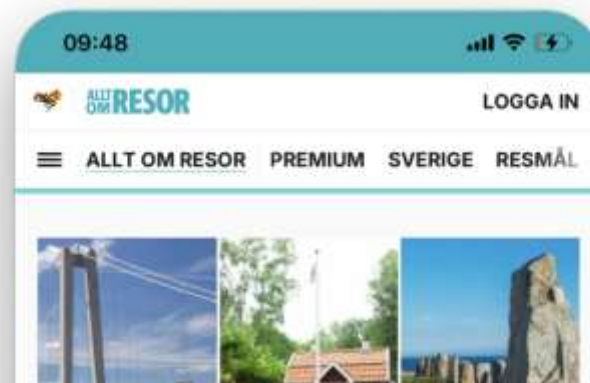 09:48
ALLT OM RESOR
LOGGA IN
ALLT OM RESOR PREMIUM SVERIGE RESMÅL